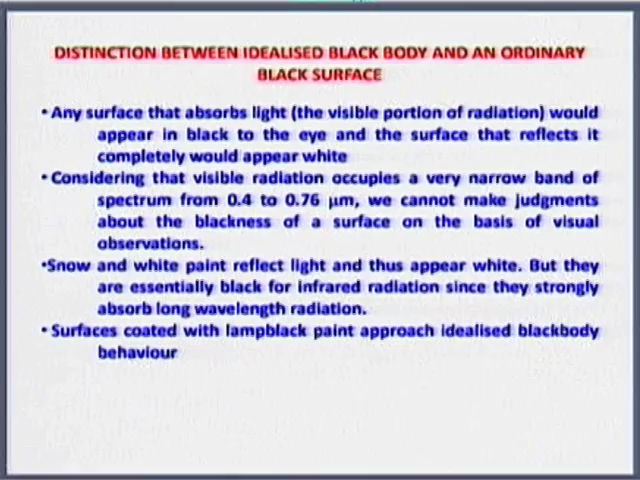 DISTINCTION BETWEEN IDEALISED BLACK BODY AND AN ORDINARY
BLACK SURFACE
• Any surface that absorbs light (the visible portion of radiation) would
appear in black to the eye and the surface that reflects it
completely would appear white
• Considering that visible radiation occupies a very narrow band of
spectrum from 0.4 to 0.76 μm, we cannot make judgments
about the blackness of a surface on the basis of visual
observations.
•Snow and white paint reflect light and thus appear white. But they
are essentially black for infrared radiation since they strongly
absorb long wavelength radiation.
• Surfaces coated with lampblack paint approach idealised blackbody
behaviour